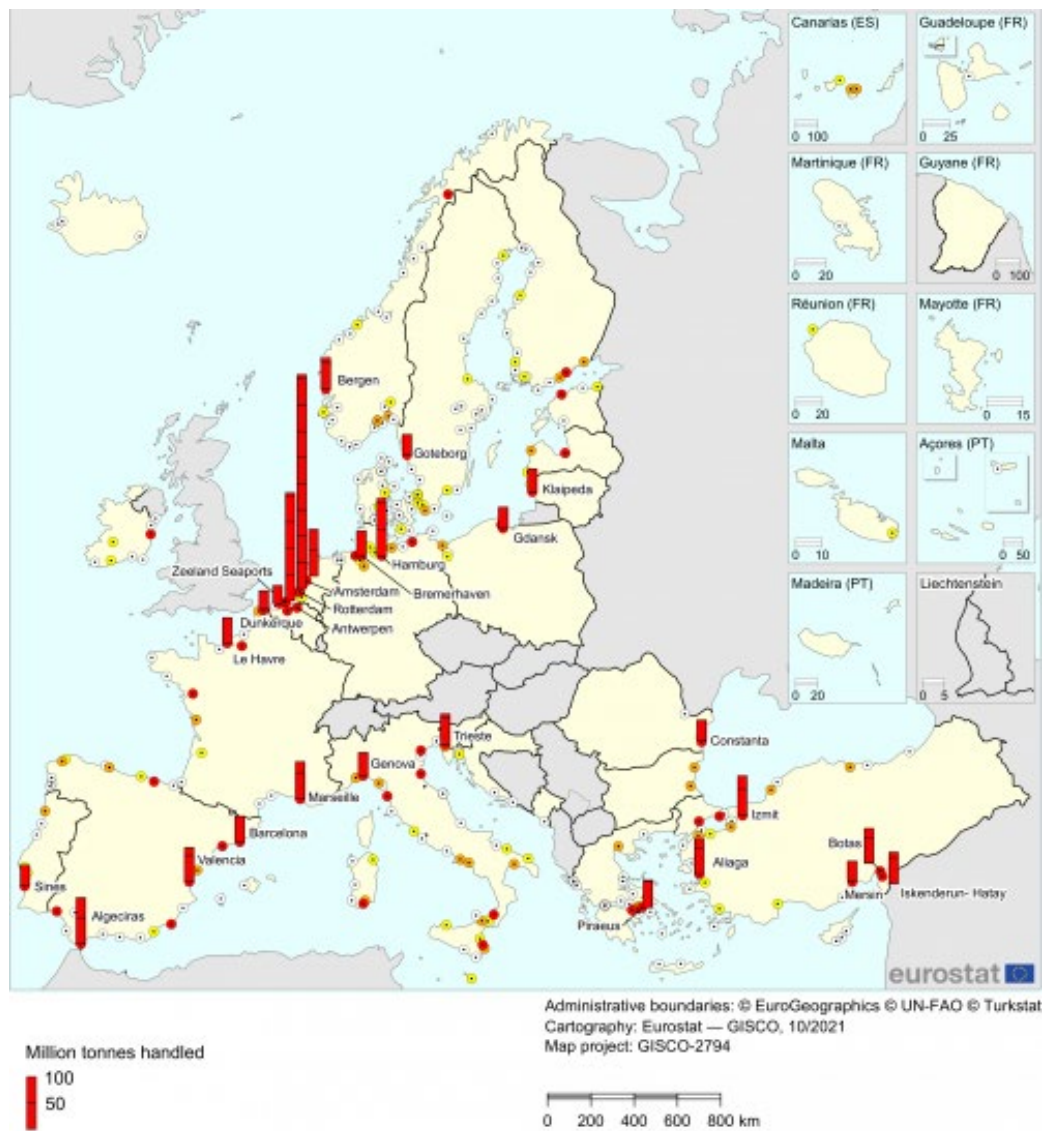 Canarias (ES)
0 100
Guadeloupe (FR)
0 25
Martinique (FR)
0 20
Guyane (FR)
0 100
Réunion (FR)
0 20
Mayotte (FR)
0 15
Malta
0 10
Açores (PT)
0 50
Madeira (PT)
0 20
Liechtenstein
0 5
Bergen
Goteborg
Klaipeda
Gdansk
Hamburg
Bremerhaven
Zeeland Seaports
Amsterdam
Rotterdam
Antwerpen
Dunkerque
Le Havre
Trieste
Genova
Marseille
Constanta
Barcelona
Valencia
Sines
Algeciras
Izmit
Aliaga
Botas
Mersin
Iskenderun- Hatay
Piraeus
eurostat
Administrative boundaries: © EuroGeographics © UN-FAO © Turkstat
Cartography: Eurostat — GISCO, 10/2021
Map project: GISCO-2794
Million tonnes handled
100
50
0 200 400 600 800 km